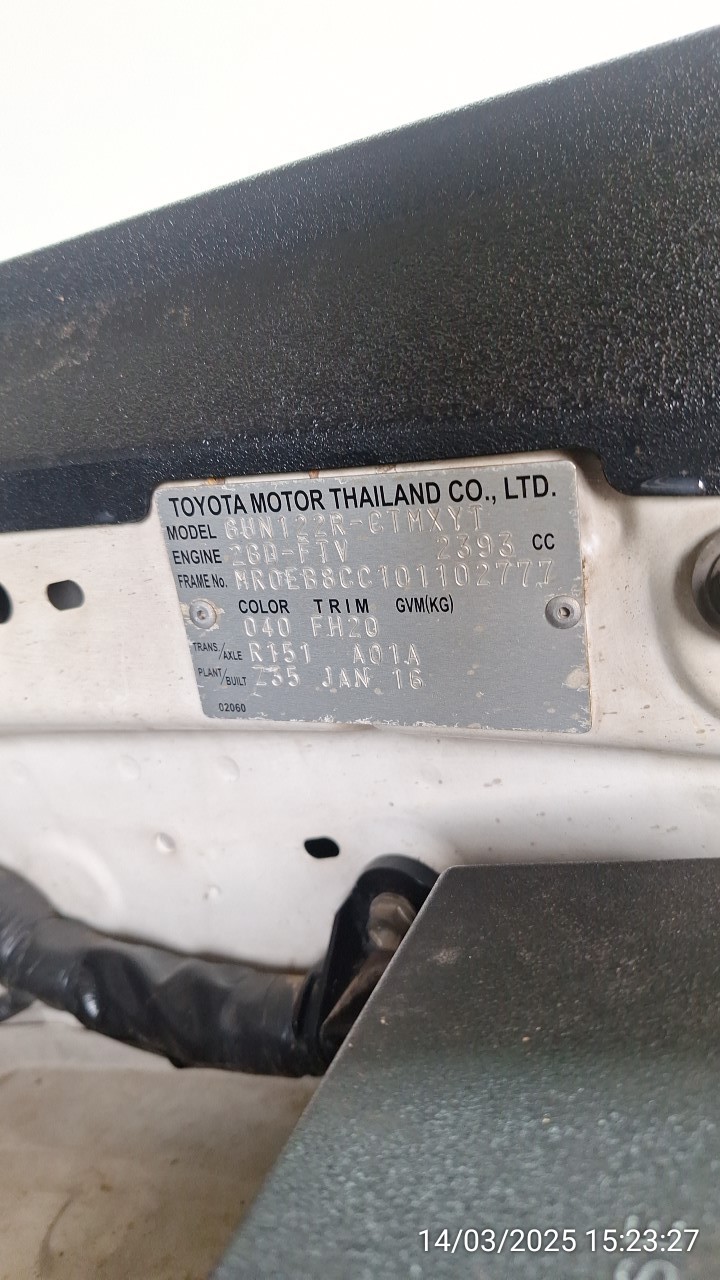 TOYOTA MOTOR THAILAND CO., LTD.
MODEL GUN122R-CTMXYT
ENGINE 2GD-FTV 2393 CC
FRAME No. MR0EB8CC101102777
COLOR TRIM GVM(KG)
040 FH20
TRANS./AXLE R151 A01A
PLANT/BUILT Z35 JAN 16
02060
14/03/2025 15:23:27